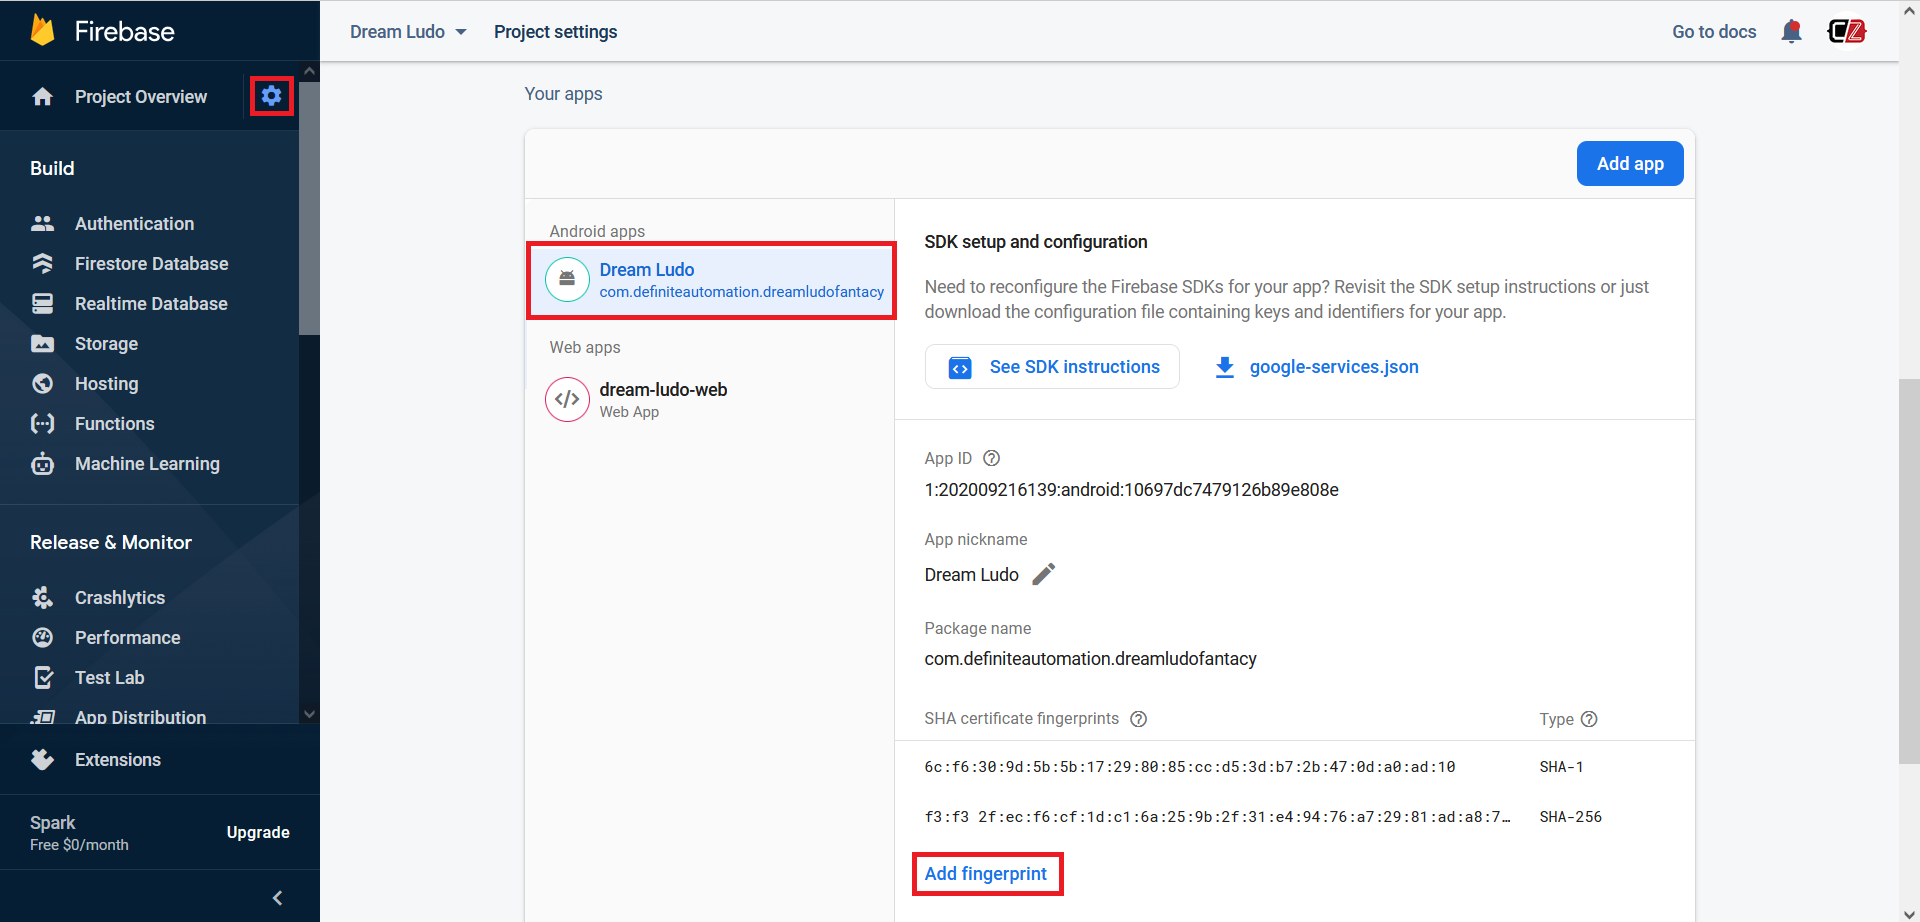 Firebase
Project Overview
Build
Authentication
Firestore Database
Realtime Database
Storage
Hosting
Functions
Machine Learning
Release & Monitor
Crashlytics
Performance
Test Lab
App Distribution
Extensions
Spark
Free $0/month
Upgrade
Dream Ludo
Project settings
Go to docs
CZ
Your apps
Add app
Android apps
Dream Ludo
com.definiteautomation.dreamludofantacy
Web apps
dream-ludo-web
Web App
SDK setup and configuration
Need to reconfigure the Firebase SDKs for your app? Revisit the SDK setup instructions or just
download the configuration file containing keys and identifiers for your app.
See SDK instructions
google-services.json
App ID
1:202009216139:android:10697dc7479126b89e808e
App nickname
Dream Ludo
Package name
com.definiteautomation.dreamludofantacy
SHA certificate fingerprints Type
6c:f6:30:9d:5b:5b:17:29:80:85:cc:d5:3d:b7:2b:47:0d:a0:ad:10 SHA-1
f3:f3 2f:ec:f6:cf:1d:c1:6a:25:9b:2f:31:e4:94:76:a7:29:81:ad:a8:7… SHA-256
Add fingerprint